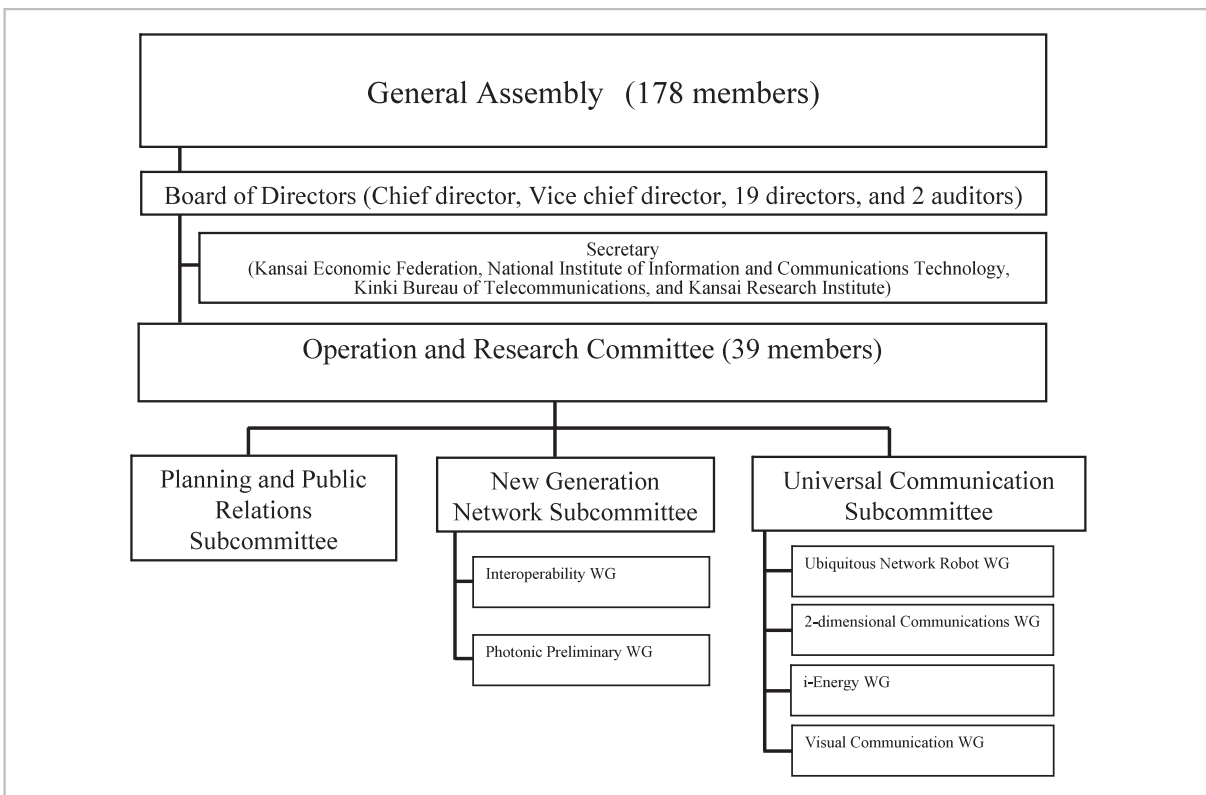 General Assembly (178 members)
Board of Directors (Chief director, Vice chief director, 19 directors, and 2 auditors)
Secretary
(Kansai Economic Federation, National Institute of Information and Communications Technology,
Kinki Bureau of Telecommunications, and Kansai Research Institute)
Operation and Research Committee (39 members)
Planning and Public
Relations
Subcommittee
New Generation
Network Subcommittee
Interoperability WG
Photonic Preliminary WG
Universal Communication
Subcommittee
Ubiquitous Network Robot WG
2-dimensional Communications WG
i-Energy WG
Visual Communication WG